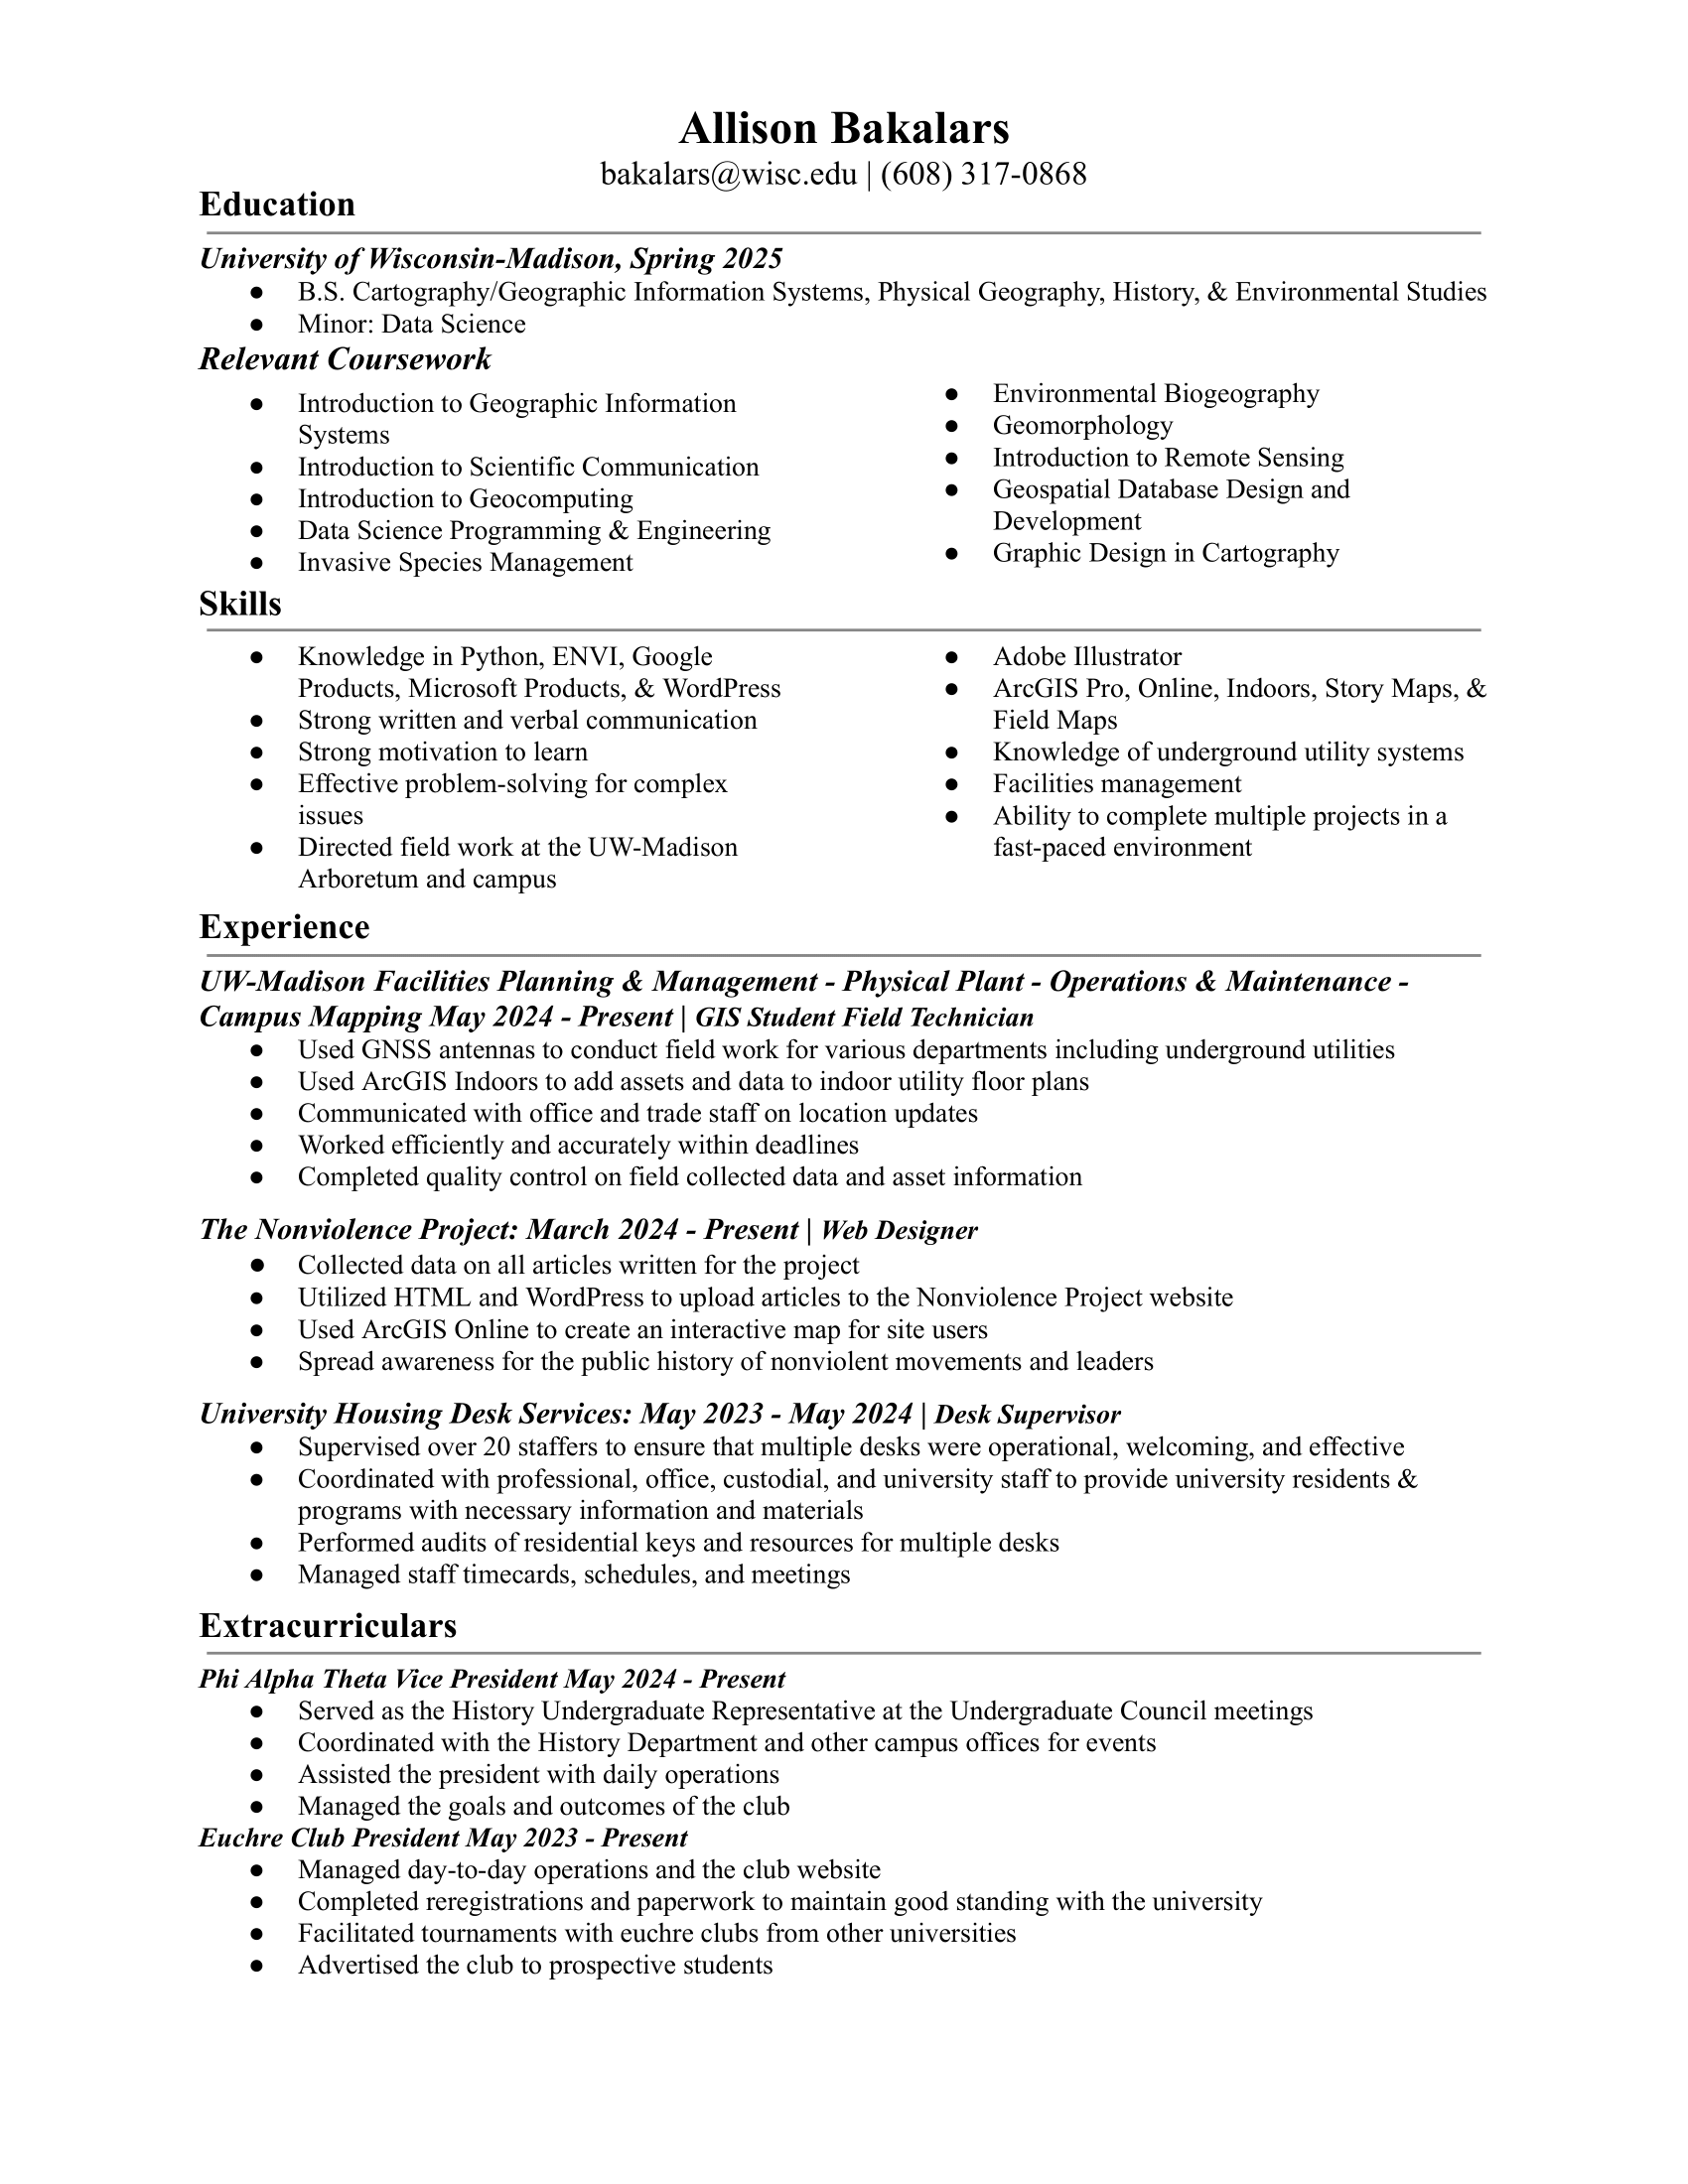 Allison Bakalars
bakalars@wisc.edu | (608) 317-0868
Education
University of Wisconsin-Madison, Spring 2025
● B.S. Cartography/Geographic Information Systems, Physical Geography, History, & Environmental Studies
● Minor: Data Science
Relevant Coursework
● Introduction to Geographic Information
Systems
● Introduction to Scientific Communication
● Introduction to Geocomputing
● Data Science Programming & Engineering
● Invasive Species Management
● Environmental Biogeography
● Geomorphology
● Introduction to Remote Sensing
● Geospatial Database Design and
Development
● Graphic Design in Cartography
Skills
● Knowledge in Python, ENVI, Google
Products, Microsoft Products, & WordPress
● Strong written and verbal communication
● Strong motivation to learn
● Effective problem-solving for complex
issues
● Directed field work at the UW-Madison
Arboretum and campus
● Adobe Illustrator
● ArcGIS Pro, Online, Indoors, Story Maps, &
Field Maps
● Knowledge of underground utility systems
● Facilities management
● Ability to complete multiple projects in a
fast-paced environment
Experience
UW-Madison Facilities Planning & Management - Physical Plant - Operations & Maintenance -
Campus Mapping May 2024 - Present | GIS Student Field Technician
● Used GNSS antennas to conduct field work for various departments including underground utilities
● Used ArcGIS Indoors to add assets and data to indoor utility floor plans
● Communicated with office and trade staff on location updates
● Worked efficiently and accurately within deadlines
● Completed quality control on field collected data and asset information
The Nonviolence Project: March 2024 - Present | Web Designer
● Collected data on all articles written for the project
● Utilized HTML and WordPress to upload articles to the Nonviolence Project website
● Used ArcGIS Online to create an interactive map for site users
● Spread awareness for the public history of nonviolent movements and leaders
University Housing Desk Services: May 2023 - May 2024 | Desk Supervisor
● Supervised over 20 staffers to ensure that multiple desks were operational, welcoming, and effective
● Coordinated with professional, office, custodial, and university staff to provide university residents &
programs with necessary information and materials
● Performed audits of residential keys and resources for multiple desks
● Managed staff timecards, schedules, and meetings
Extracurriculars
Phi Alpha Theta Vice President May 2024 - Present
● Served as the History Undergraduate Representative at the Undergraduate Council meetings
● Coordinated with the History Department and other campus offices for events
● Assisted the president with daily operations
● Managed the goals and outcomes of the club
Euchre Club President May 2023 - Present
● Managed day-to-day operations and the club website
● Completed reregistrations and paperwork to maintain good standing with the university
● Facilitated tournaments with euchre clubs from other universities
● Advertised the club to prospective students